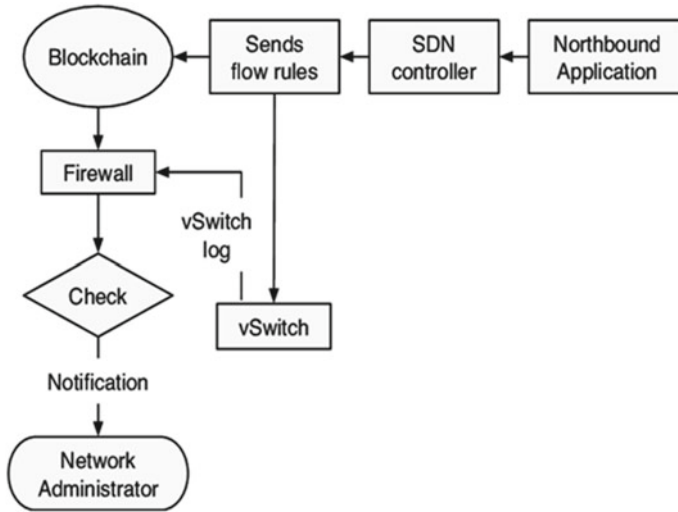 Blockchain
Sends
flow rules
SDN
controller
Northbound
Application
Firewall
vSwitch
log
Check
vSwitch
Notification
Network
Administrator